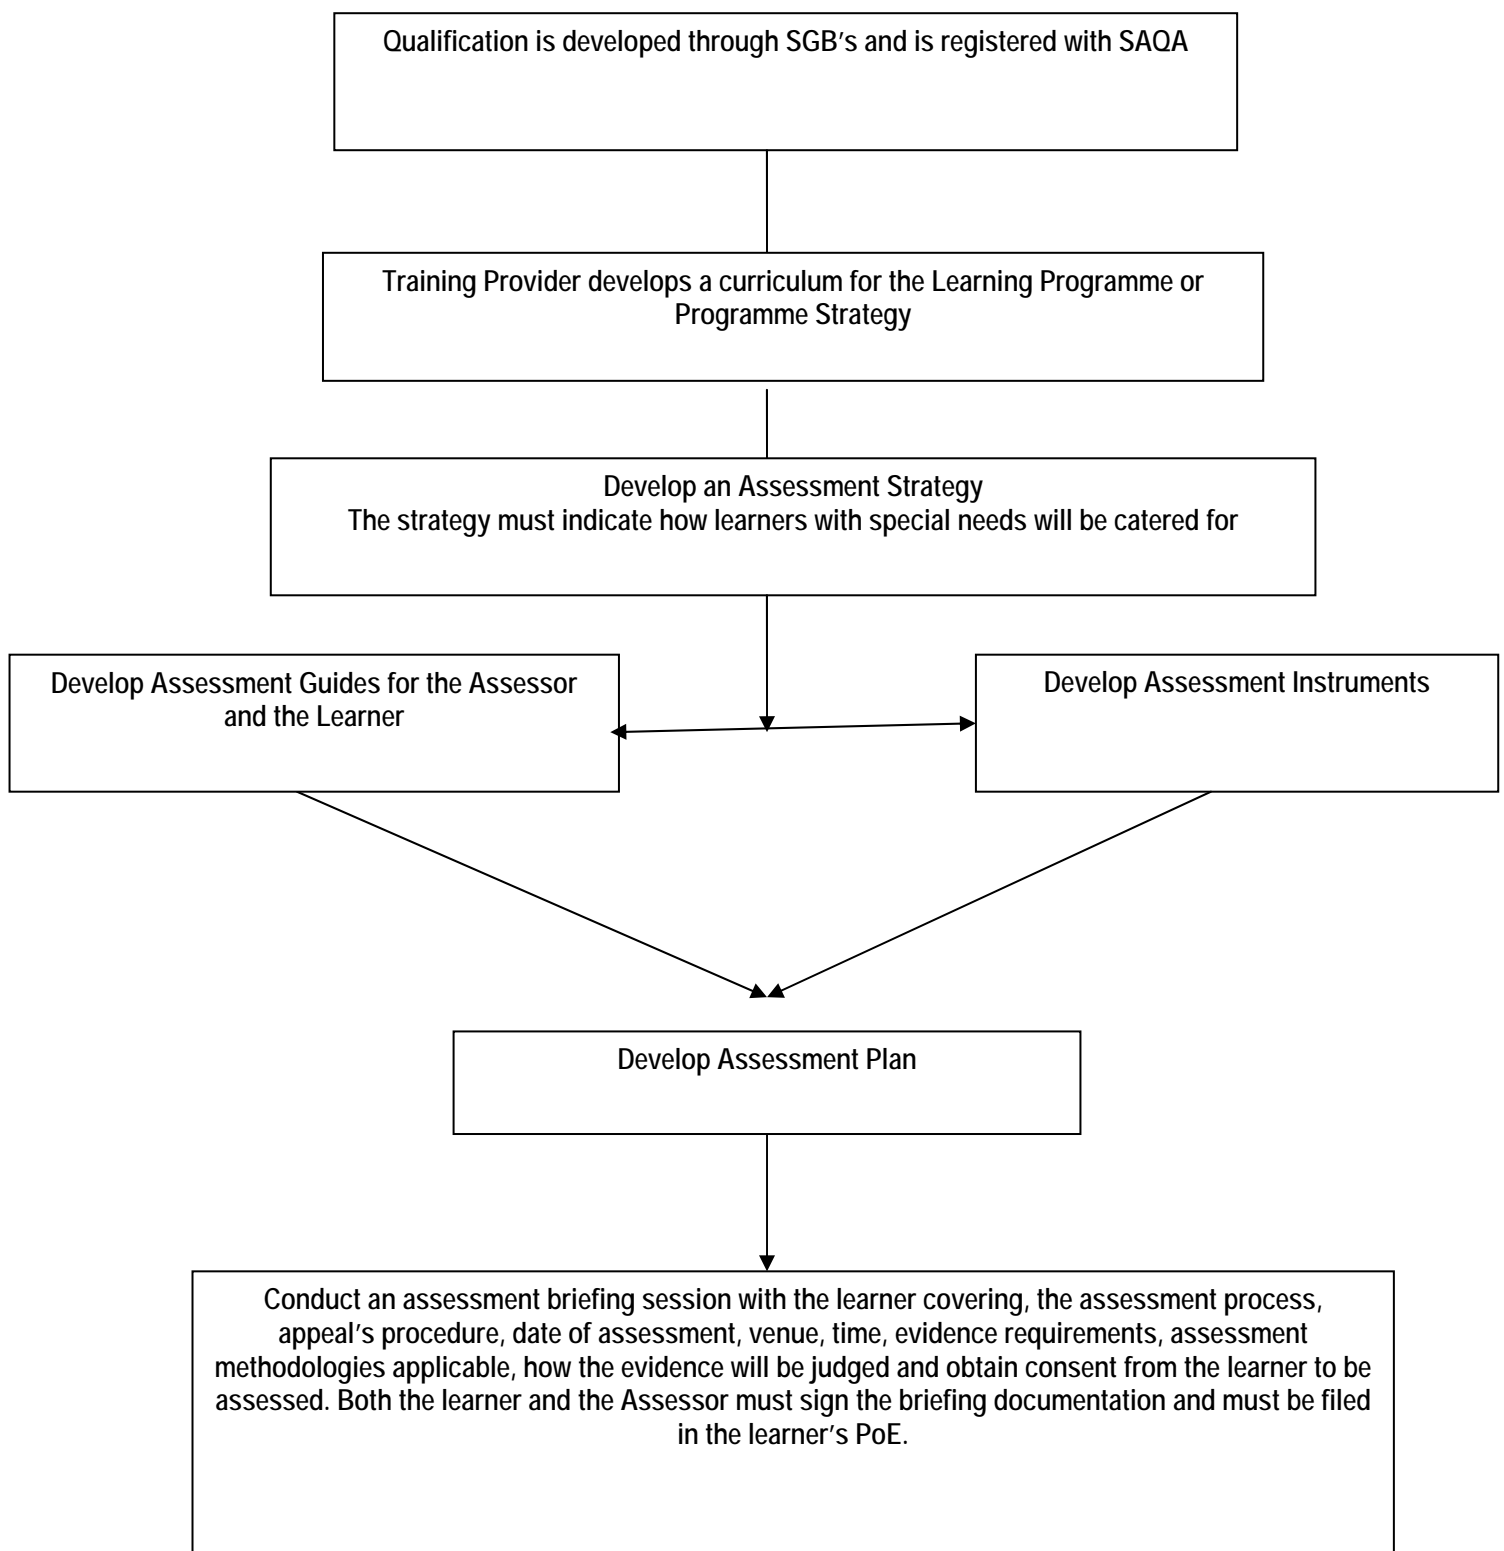 Qualification is developed through SGB's and is registered with SAQA
Training Provider develops a curriculum for the Learning Programme or
Programme Strategy
Develop an Assessment Strategy
The strategy must indicate how learners with special needs will be catered for
Develop Assessment Guides for the Assessor
and the Learner
Develop Assessment Instruments
Develop Assessment Plan
Conduct an assessment briefing session with the learner covering, the assessment process,
appeal's procedure, date of assessment, venue, time, evidence requirements, assessment
methodologies applicable, how the evidence will be judged and obtain consent from the learner to be
assessed. Both the learner and the Assessor must sign the briefing documentation and must be filed
in the learner's PoE.